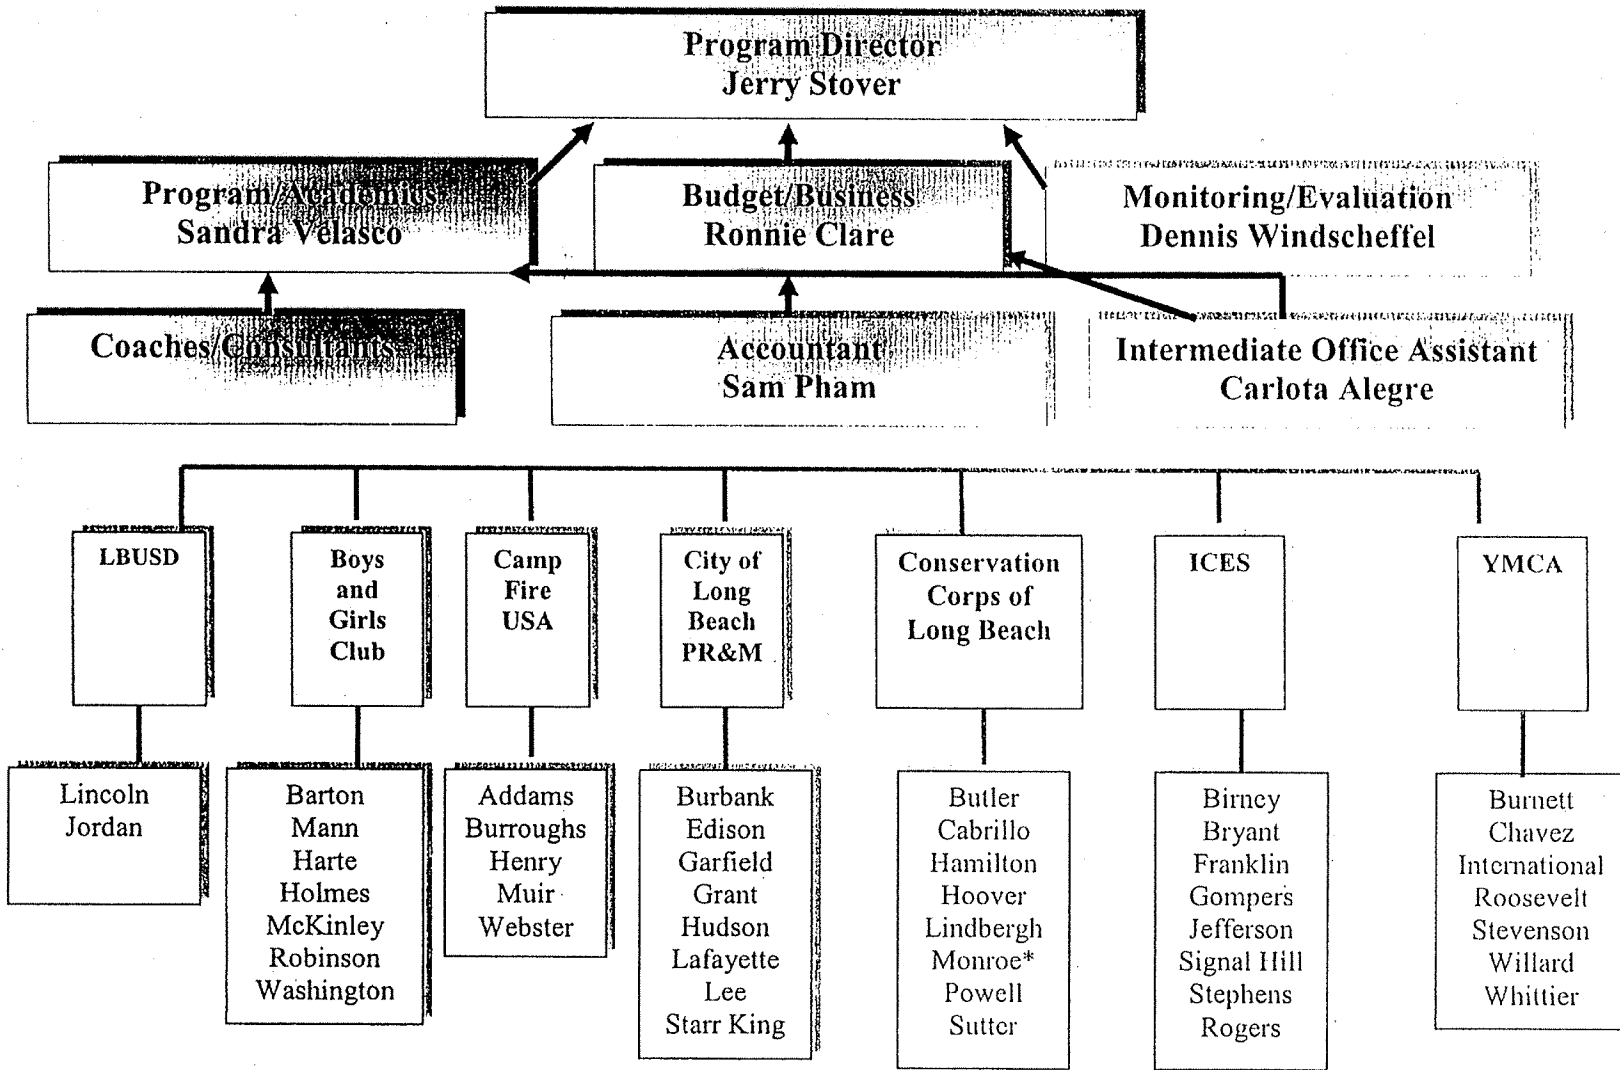 Program Director
Jerry Stover
Program/Academics
Sandra Velasco
Budget/Business
Ronnie Clare
Monitoring/Evaluation
Dennis Windscheffel
Coaches/Consultants
Accountant
Sam Pham
Intermediate Office Assistant
Carlota Alegre
LBUSD
Boys
and
Girls
Club
Camp
Fire
USA
City of
Long
Beach
PR&M
Conservation
Corps of
Long Beach
ICES
YMCA
Lincoln
Jordan
Barton
Mann
Harte
Holmes
McKinley
Robinson
Washington
Addams
Burroughs
Henry
Muir
Webster
Burbank
Edison
Garfield
Grant
Hudson
Lafayette
Lee
Starr King
Butler
Cabrillo
Hamilton
Hoover
Lindbergh
Monroe*
Powell
Sutter
Birney
Bryant
Franklin
Gompers
Jefferson
Signal Hill
Stephens
Rogers
Burnett
Chavez
International
Roosevelt
Stevenson
Willard
Whittier